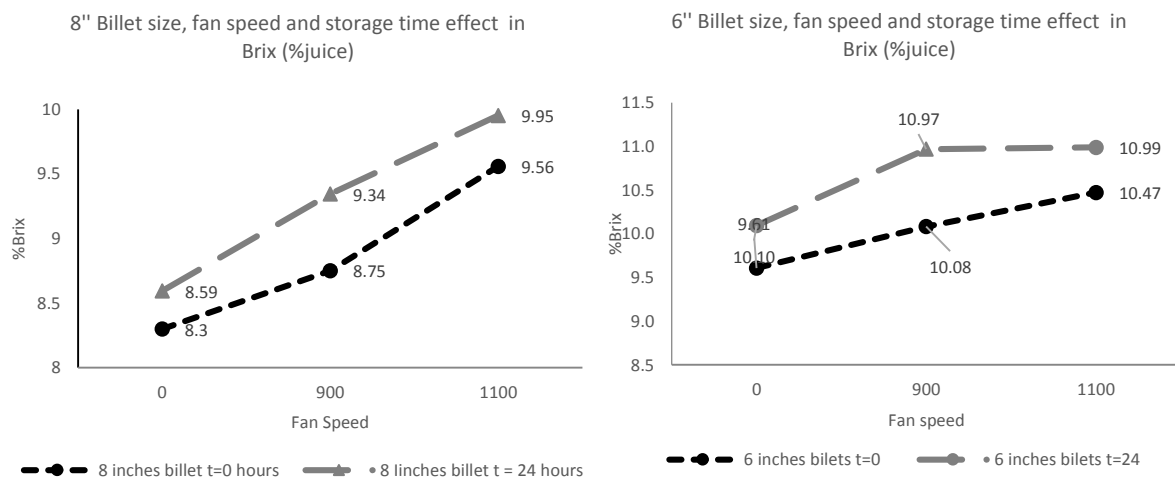 8'' Billet size, fan speed and storage time effect in
Brix (%juice)
10
9.5
9
8.5
8
%Brix
9.95
9.56
9.34
8.75
8.59
8.3
0 900 1100
Fan Speed
8 inches billet t=0 hours • 8 Iinches billet t = 24 hours
6'' Billet size, fan speed and storage time effect in
Brix (%juice)
11.5
11.0
10.5
10.0
9.5
9.0
8.5
%Brix
10.97
10.99
10.47
9.61
10.10
10.08
0 900 1100
Fan speed
6 inches bilets t=0 • 6 inches bilets t=24